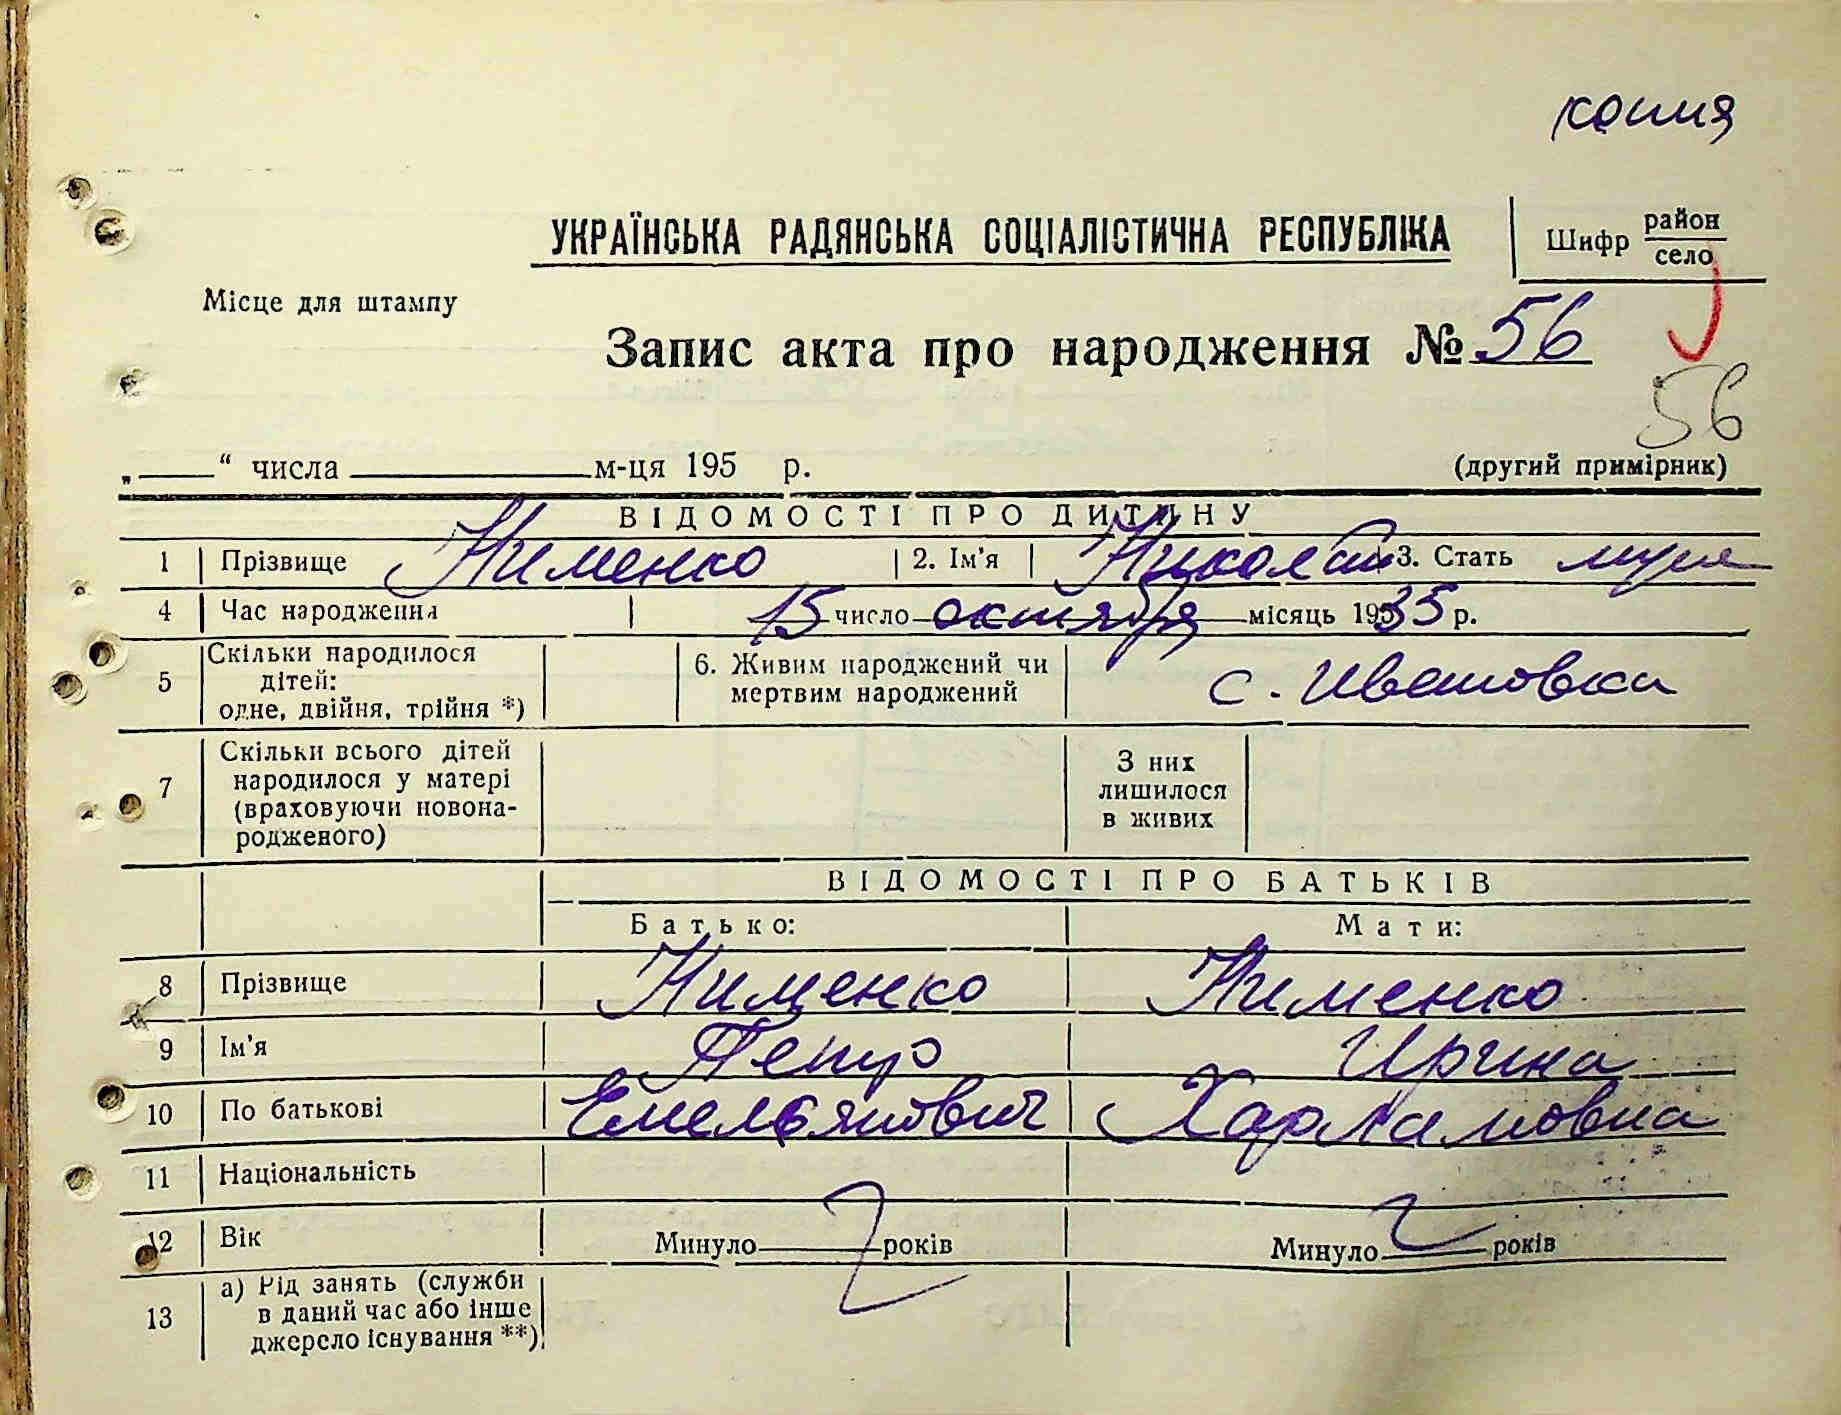 копия
УКРАЇНСЬКА РАДЯНСЬКА СОЦІАЛІСТИЧНА РЕСПУБЛІКА
Шифр район
село
Місце для штампу
Запис акта про народження № 56
56
„ “ числа м-ця 195 р.
(другий примірник)
ВІДОМОСТІ ПРО ДИТИНУ
1 Прізвище Нименко 2. Ім'я Николай 3. Стать муж
4 Час народження 15 число октября місяць 1935 р.
5 Скільки народилося дітей: одне, двійня, трійня *) 6. Живим народжений чи мертвим народжений с. Ивановка
7 Скільки всього дітей народилося у матері (враховуючи новонародженого) З них лишилося в живих
ВІДОМОСТІ ПРО БАТЬКІВ
Батько: Мати:
8 Прізвище Нименко Нименко
9 Ім'я Петро Ирина
10 По батькові Емельянович Харламовна
11 Національність
12 Вік Минуло років Минуло років
13 а) Рід занять (служби в даний час або інше джерело існування **)